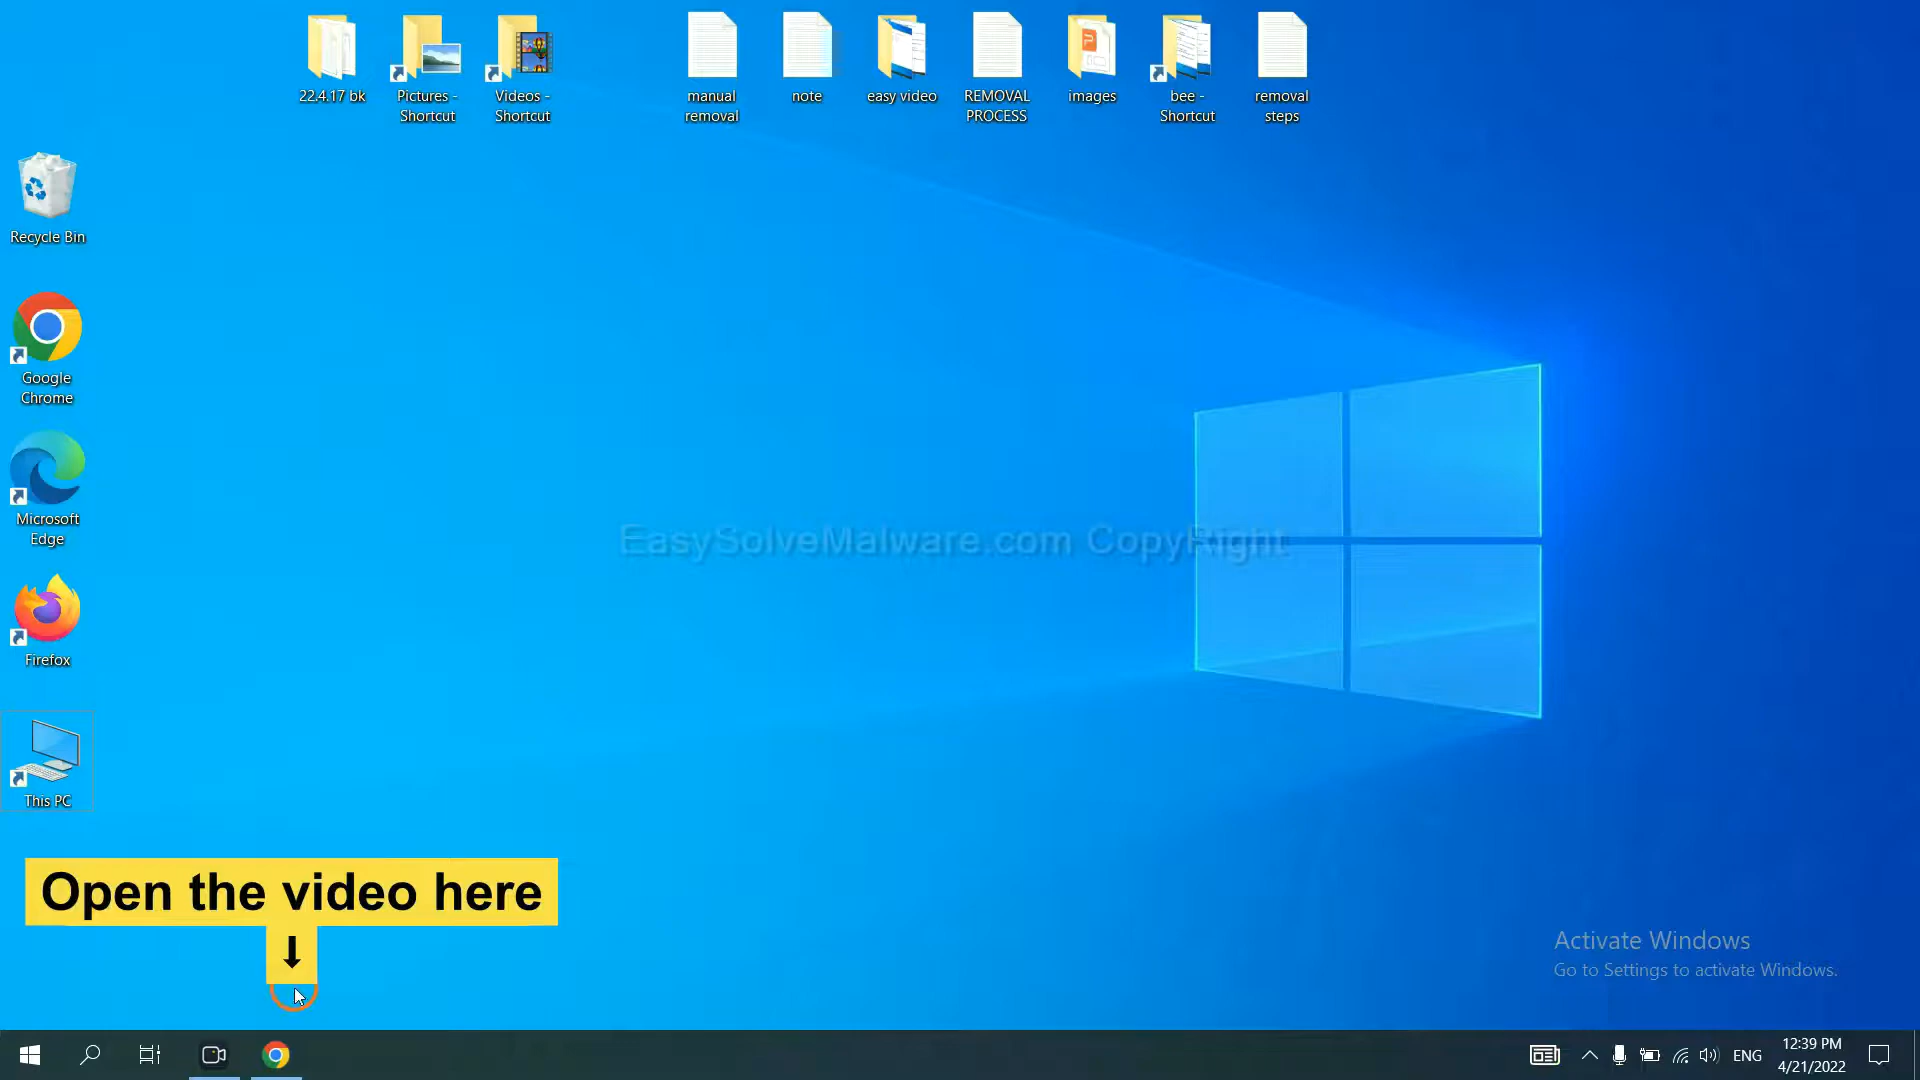 22.4.17 bk
Pictures -
Shortcut
Videos -
Shortcut
manual
removal
note
easy video
REMOVAL
PROCESS
images
bee -
Shortcut
removal
steps
Recycle Bin
Google
Chrome
Microsoft
Edge
Firefox
This PC
EasySolveMalware.com CopyRight
Open the video here
Activate Windows
Go to Settings to activate Windows.
ENG
12:39 PM
4/21/2022